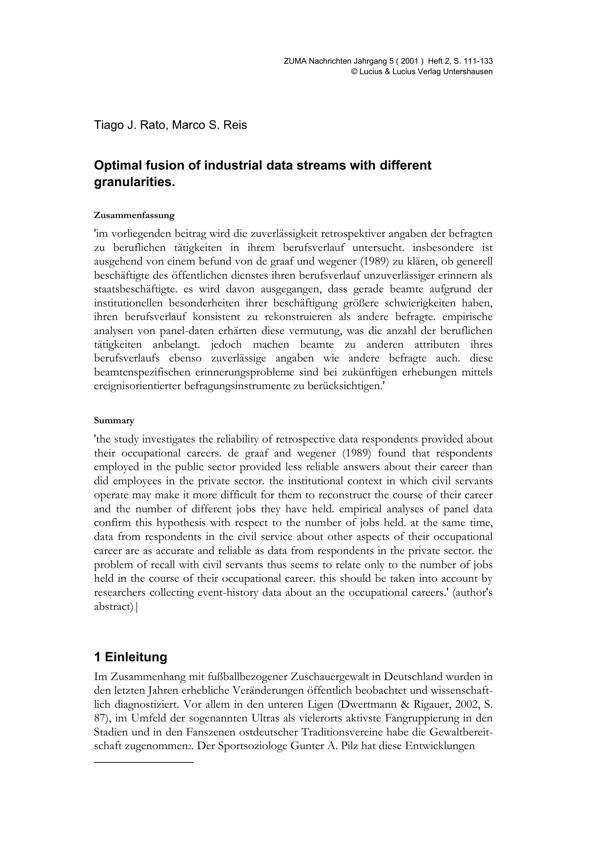 ZUMA Nachrichten Jahrgang 5 ( 2001 ) Heft 2, S. 111-133
© Lucius & Lucius Verlag Untershausen
Tiago J. Rato, Marco S. Reis
Optimal fusion of industrial data streams with different
granularities.
Zusammenfassung
'im vorliegenden beitrag wird die zuverlässigkeit retrospektiver angaben der befragten
zu beruflichen tätigkeiten in ihrem berufsverlauf untersucht. insbesondere ist
ausgehend von einem befund von de graaf und wegener (1989) zu klären, ob generell
beschäftigte des öffentlichen dienstes ihren berufsverlauf unzuverlässiger erinnern als
staatsbeschäftigte. es wird davon ausgegangen, dass gerade beamte aufgrund der
institutionellen besonderheiten ihrer beschäftigung größere schwierigkeiten haben,
ihren berufsverlauf konsistent zu rekonstruieren als andere befragte. empirische
analysen von panel-daten erhärten diese vermutung, was die anzahl der beruflichen
tätigkeiten anbelangt. jedoch machen beamte zu anderen attributen ihres
berufsverlaufs ebenso zuverlässige angaben wie andere befragte auch. diese
beamtenspezifischen erinnerungsprobleme sind bei zukünftigen erhebungen mittels
ereignisorientierter befragungsinstrumente zu berücksichtigen.'
Summary
'the study investigates the reliability of retrospective data respondents provided about
their occupational careers. de graaf and wegener (1989) found that respondents
employed in the public sector provided less reliable answers about their career than
did employees in the private sector. the institutional context in which civil servants
operate may make it more difficult for them to reconstruct the course of their career
and the number of different jobs they have held. empirical analyses of panel data
confirm this hypothesis with respect to the number of jobs held. at the same time,
data from respondents in the civil service about other aspects of their occupational
career are as accurate and reliable as data from respondents in the private sector. the
problem of recall with civil servants thus seems to relate only to the number of jobs
held in the course of their occupational career. this should be taken into account by
researchers collecting event-history data about an the occupational careers.' (author's
abstract)|
1 Einleitung
Im Zusammenhang mit fußballbezogener Zuschauergewalt in Deutschland wurden in
den letzten Jahren erhebliche Veränderungen öffentlich beobachtet und wissenschaft-
lich diagnostiziert. Vor allem in den unteren Ligen (Dwertmann & Rigauer, 2002, S.
87), im Umfeld der sogenannten Ultras als vielerorts aktivste Fangruppierung in den
Stadien und in den Fanszenen ostdeutscher Traditionsvereine habe die Gewaltbereit-
schaft zugenommen2. Der Sportsoziologe Gunter A. Pilz hat diese Entwicklungen